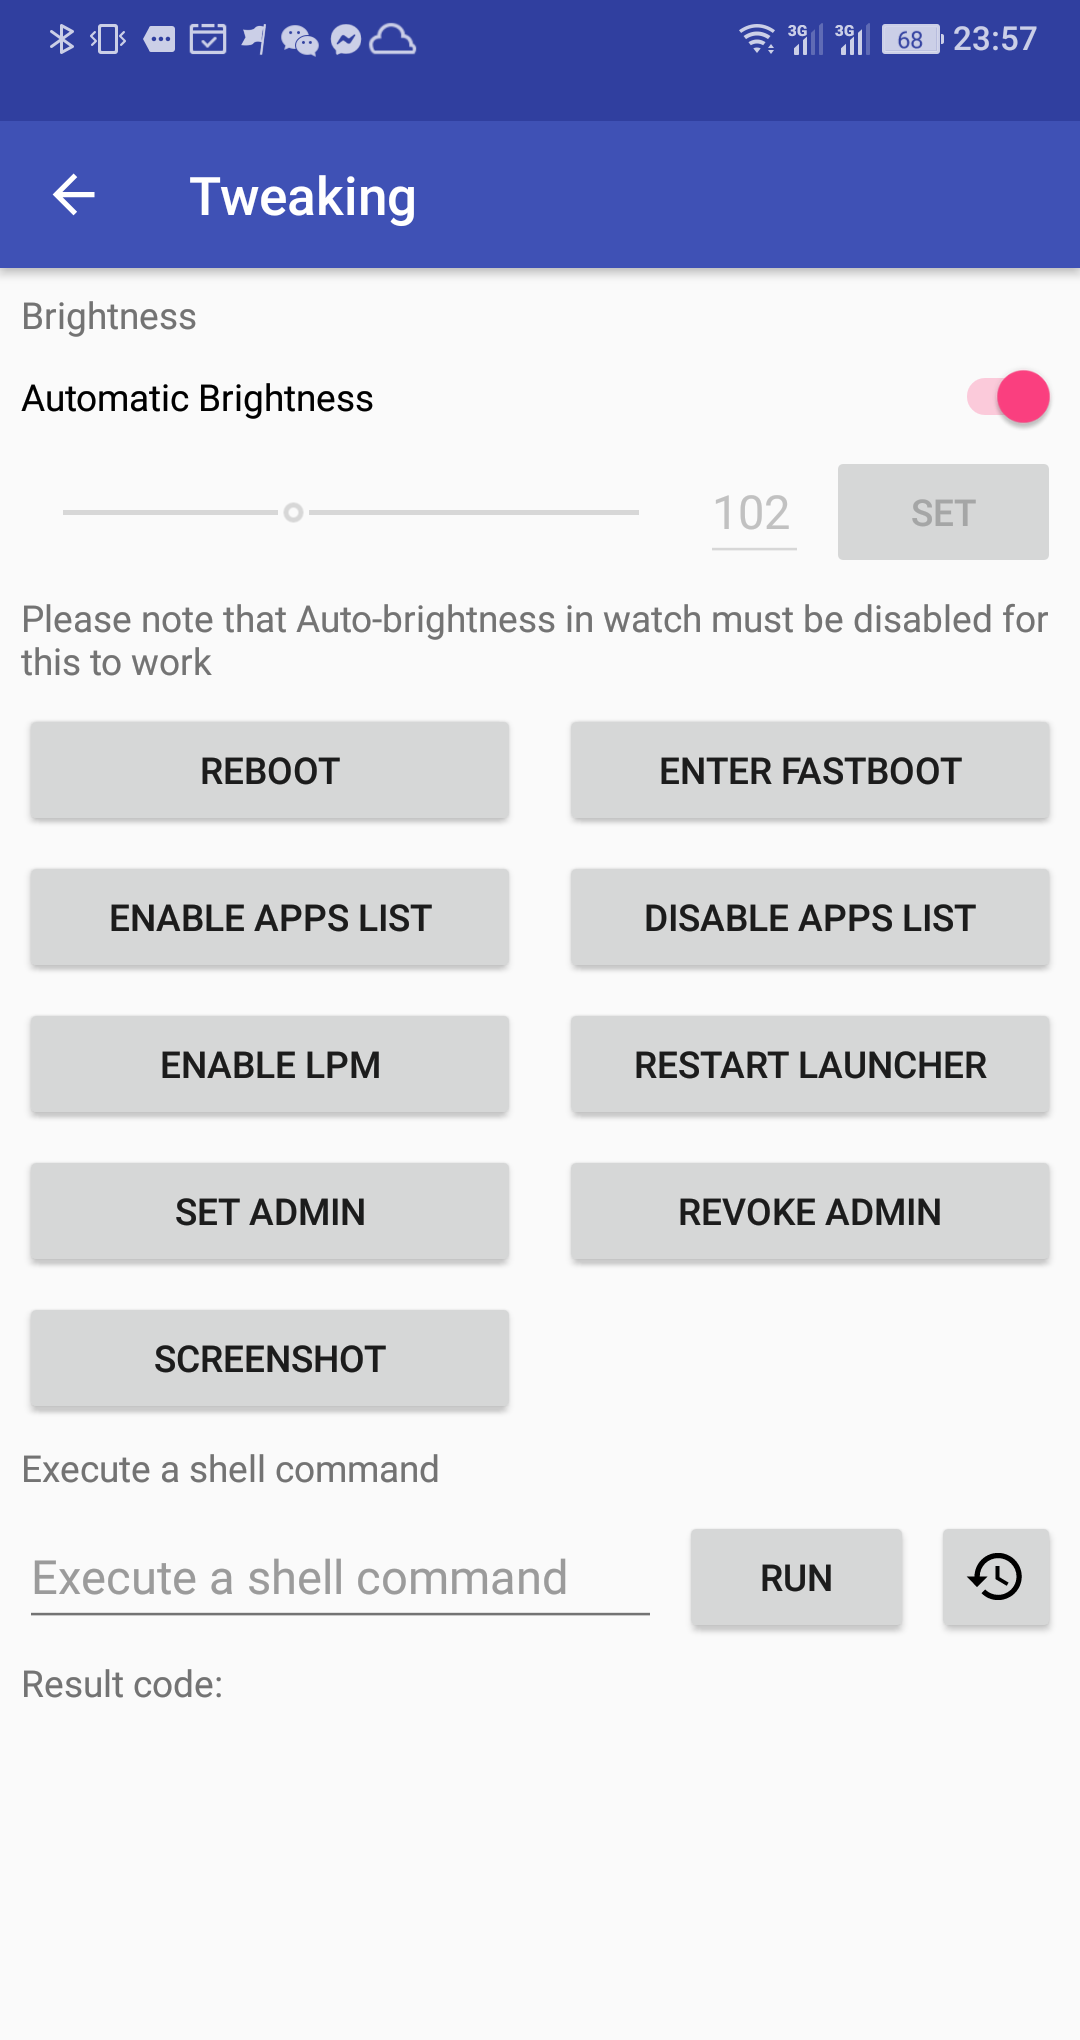 3G 3G 68 23:57
Tweaking
Brightness
Automatic Brightness
102 SET
Please note that Auto-brightness in watch must be disabled for
this to work
REBOOT ENTER FASTBOOT
ENABLE APPS LIST DISABLE APPS LIST
ENABLE LPM RESTART LAUNCHER
SET ADMIN REVOKE ADMIN
SCREENSHOT
Execute a shell command
Execute a shell command RUN
Result code: